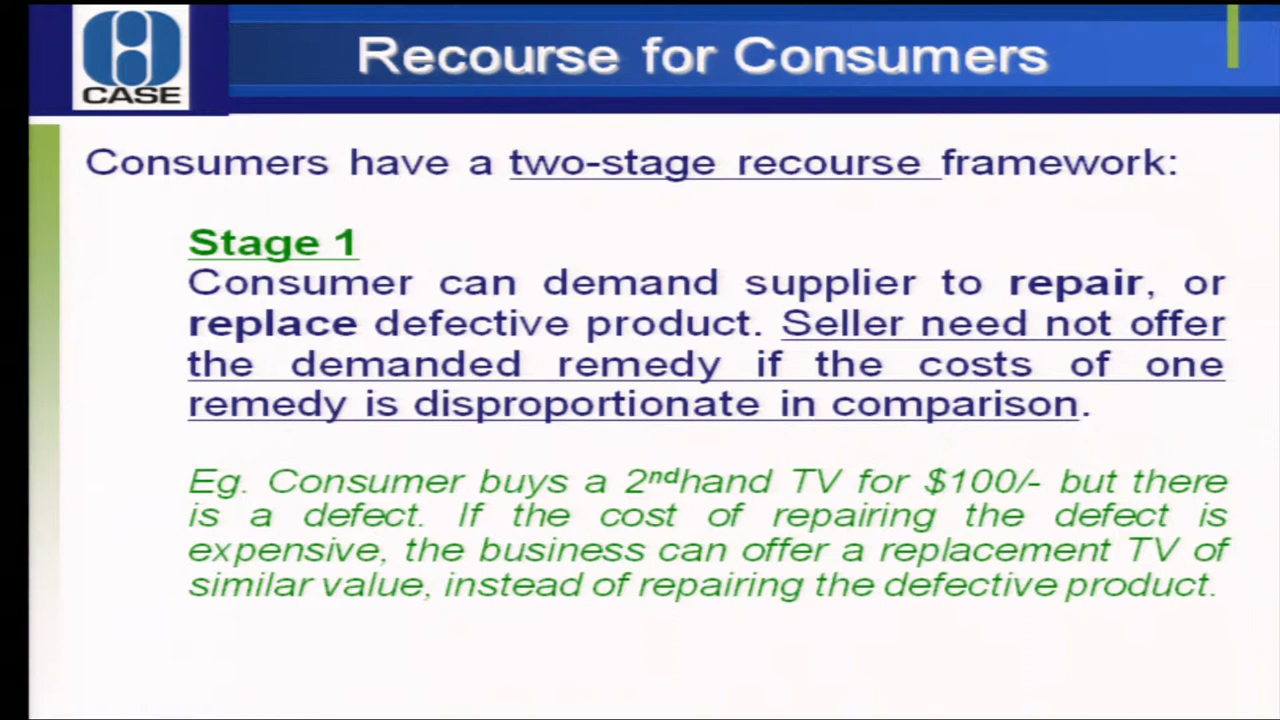 CASE
Recourse for Consumers
Consumers have a two-stage recourse framework:
Stage 1
Consumer can demand supplier to repair, or
replace defective product. Seller need not offer
the demanded remedy if the costs of one
remedy is disproportionate in comparison.
Eg. Consumer buys a 2ndhand TV for $100/- but there
is a defect. If the cost of repairing the defect is
expensive, the business can offer a replacement TV of
similar value, instead of repairing the defective product.